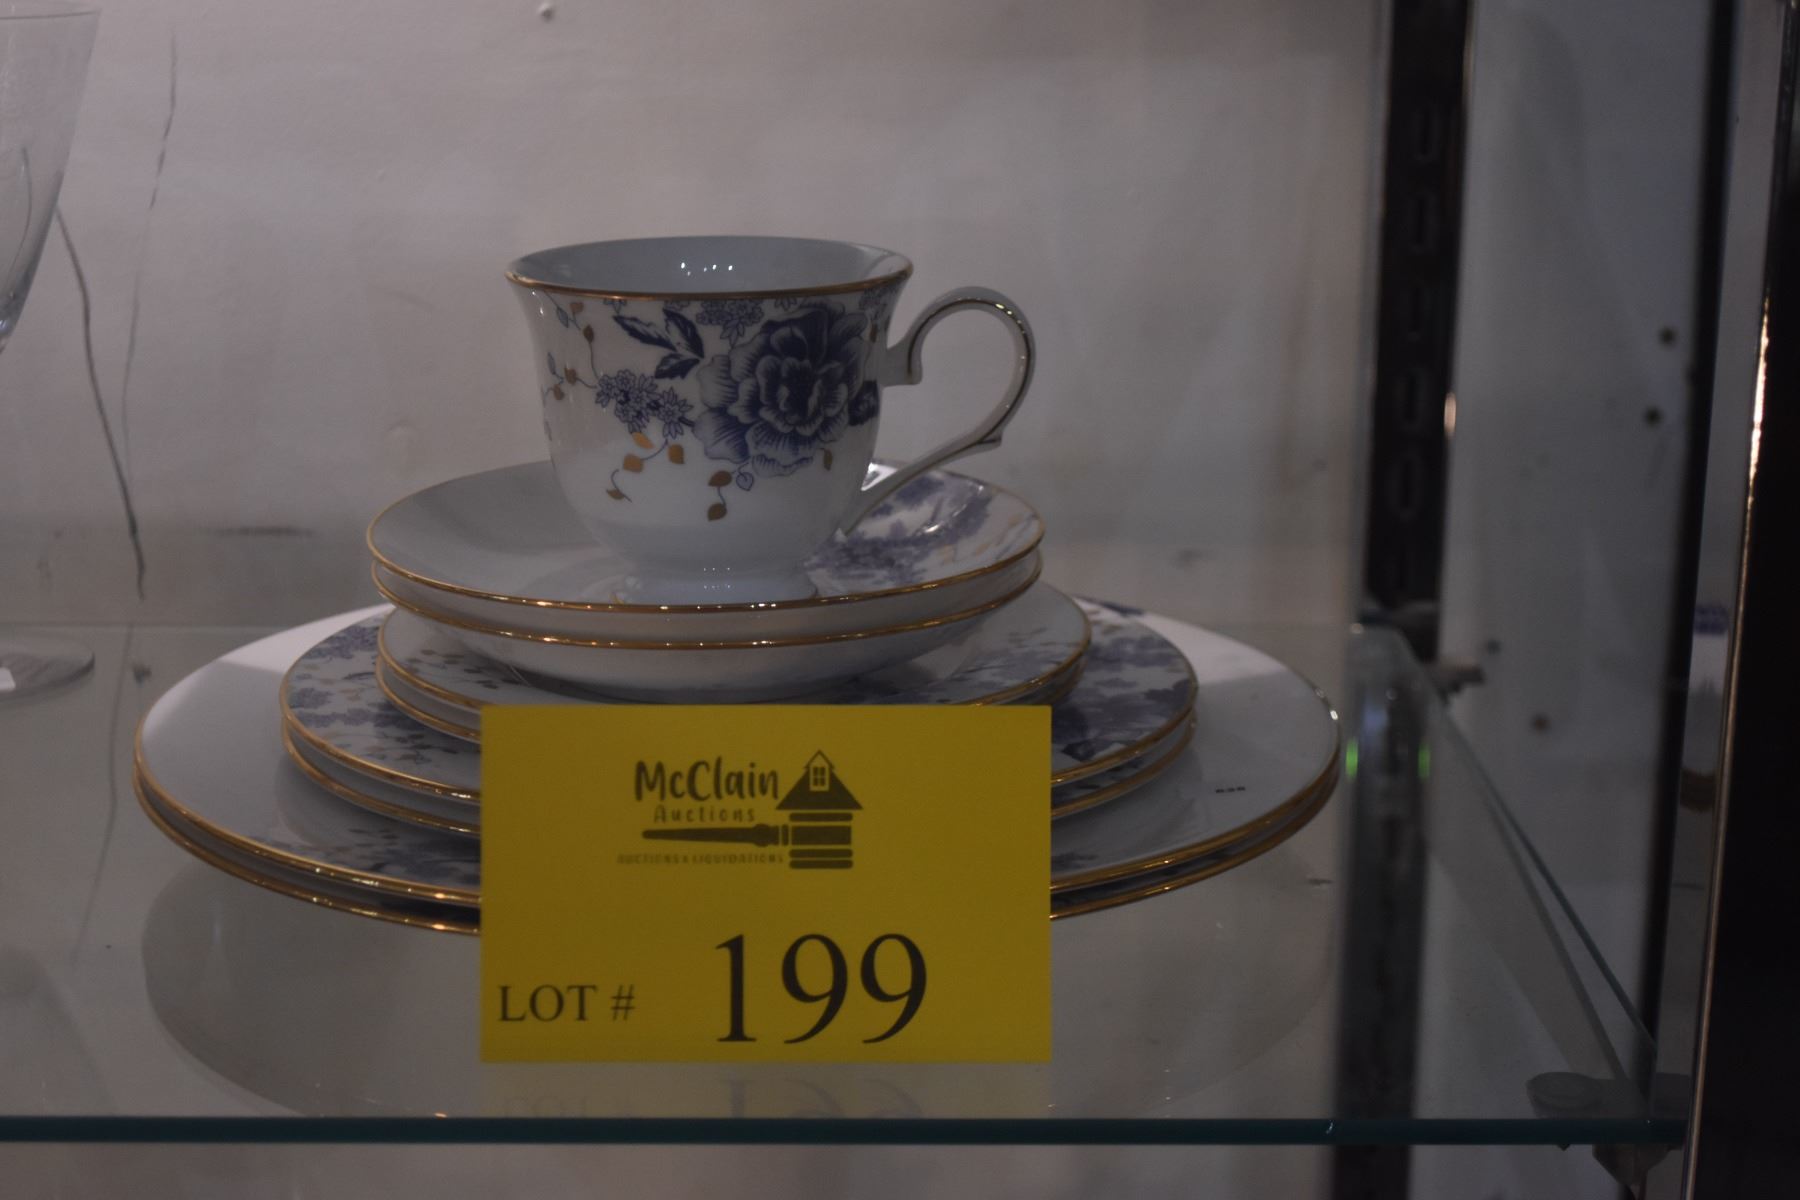 McClain
Auctions
AUCTIONS & LIQUIDATIONS
LOT # 199